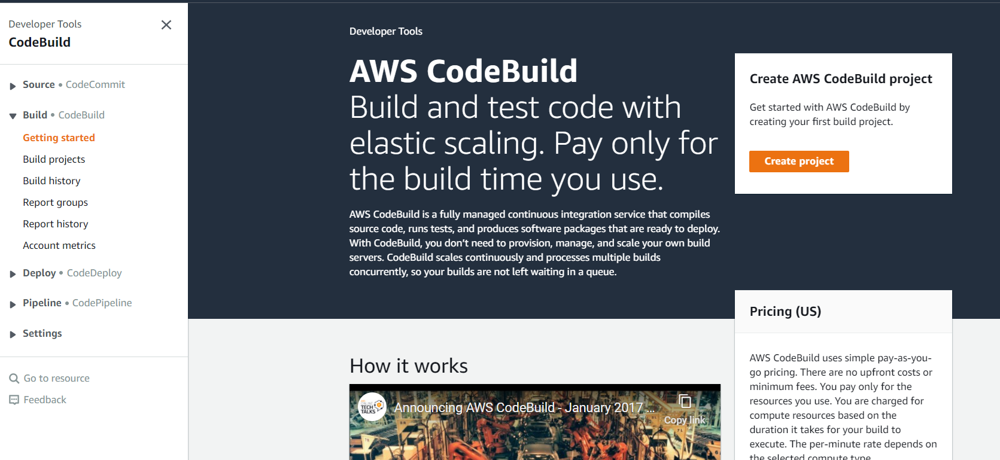 Developer Tools
CodeBuild
Source • CodeCommit
Build • CodeBuild
Getting started
Build projects
Build history
Report groups
Report history
Account metrics
Deploy • CodeDeploy
Pipeline • CodePipeline
Settings
Go to resource
Feedback
Developer Tools
AWS CodeBuild
Build and test code with
elastic scaling. Pay only for
the build time you use.
AWS CodeBuild is a fully managed continuous integration service that compiles
source code, runs tests, and produces software packages that are ready to deploy.
With CodeBuild, you don’t need to provision, manage, and scale your own build
servers. CodeBuild scales continuously and processes multiple builds
concurrently, so your builds are not left waiting in a queue.
Create AWS CodeBuild project
Get started with AWS CodeBuild by
creating your first build project.
Create project
How it works
TECH
TALKS
Announcing AWS CodeBuild - January 2017 ...
Copy link
Pricing (US)
AWS CodeBuild uses simple pay-as-you-
go pricing. There are no upfront costs or
minimum fees. You pay only for the
resources you use. You are charged for
compute resources based on the
duration it takes for your build to
execute. The per-minute rate depends on
the selected compute type.